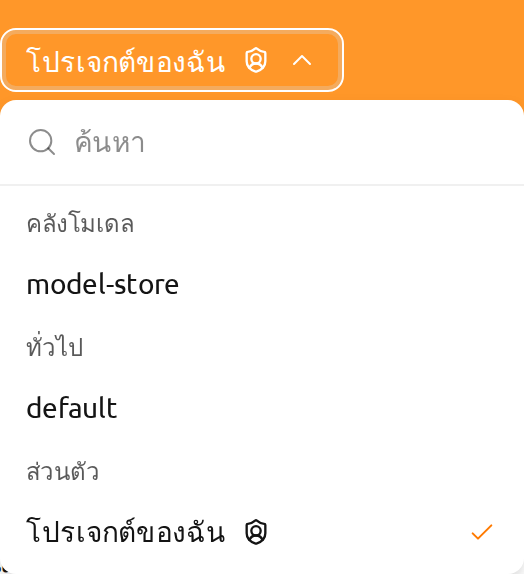 โปรเจกต์ของฉัน
ค้นหา
คลังโมเดล
model-store
ทั่วไป
default
ส่วนตัว
โปรเจกต์ของฉัน